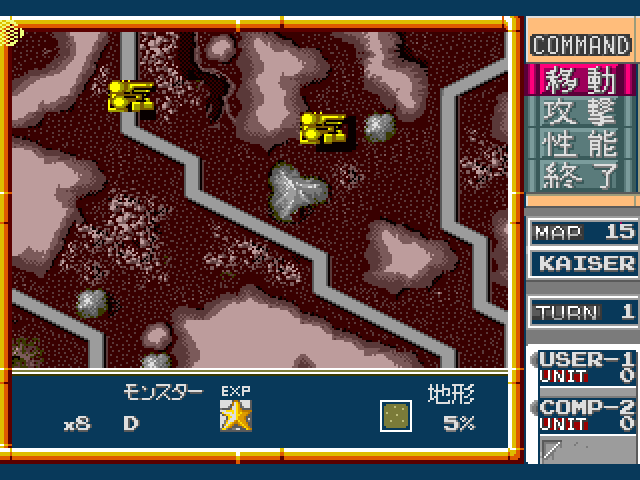 COMMAND
移動
攻撃
性能
終了
MAP 15
KAISER
TURN 1
USER-1
UNIT 0
COMP-2
UNIT 0
モンスター EXP 地形
x8 D 5%